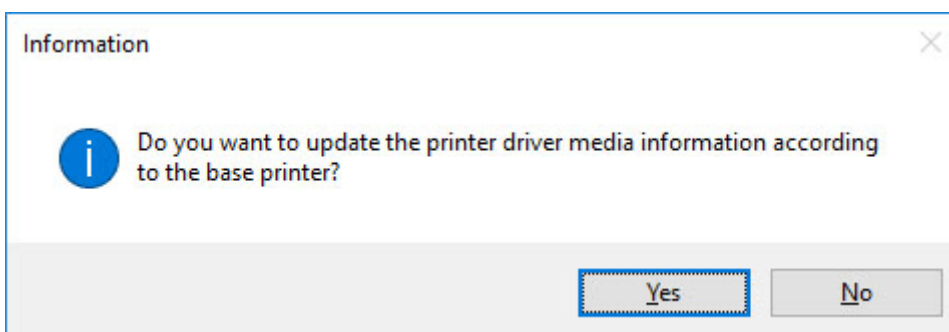 Information
Do you want to update the printer driver media information according
to the base printer?
Yes
No